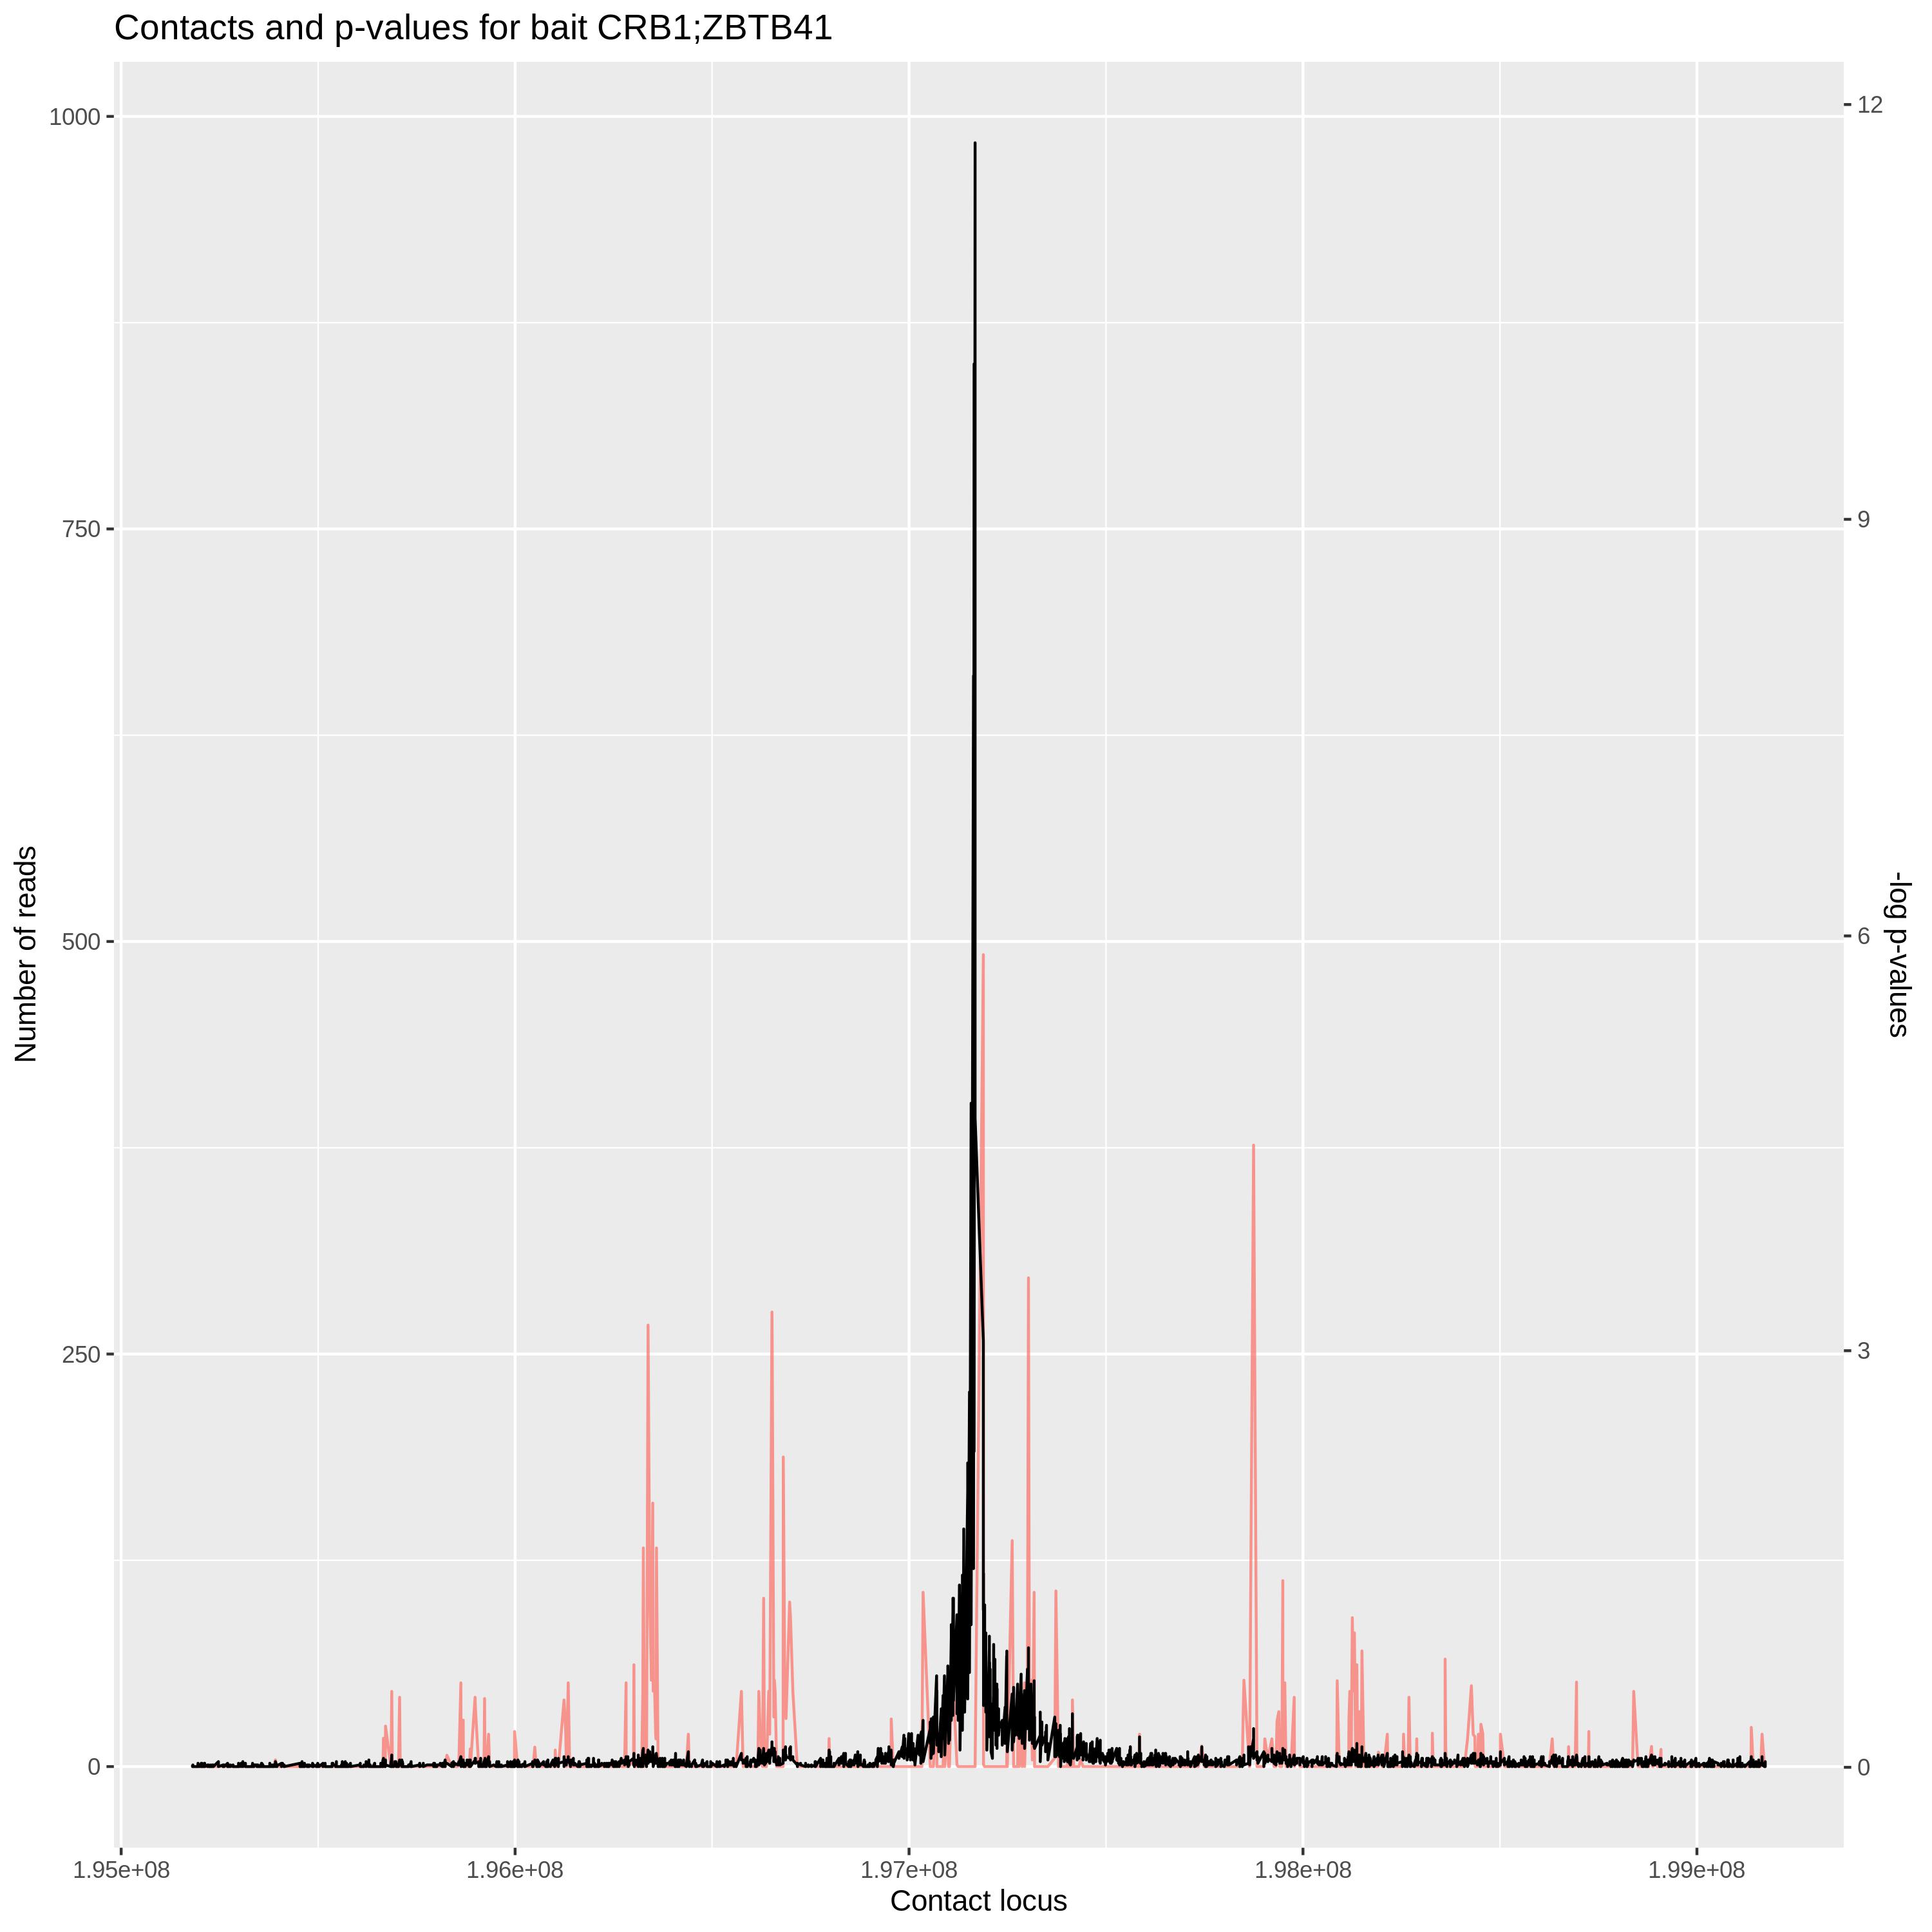 Contacts and p-values for bait CRB1;ZBTB41
1000
750
500
250
0
Number of reads
12
9
6
3
0
-log p-values
1.95e+08 1.96e+08 1.97e+08 1.98e+08 1.99e+08
Contact locus